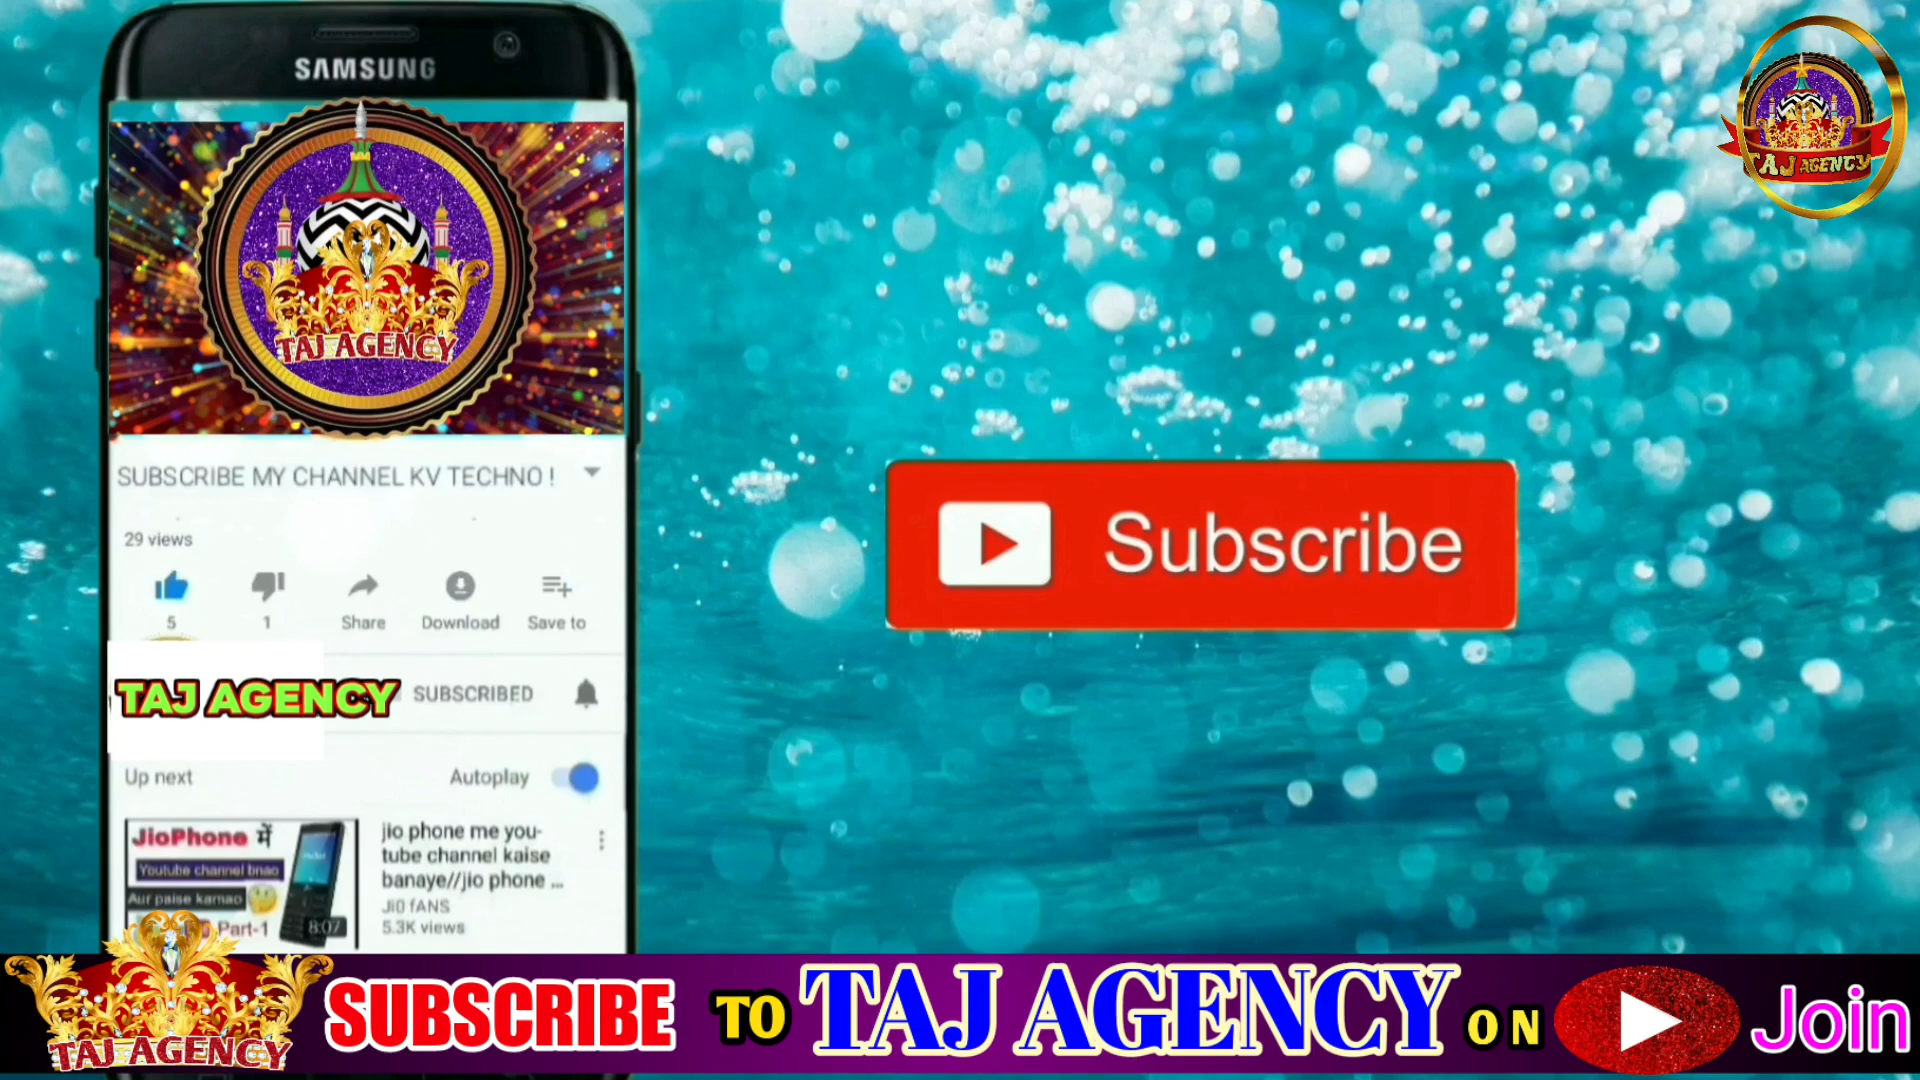 SAMSUNG
TAJ AGENCY
TAJ AGENCY
SUBSCRIBE MY CHANNEL KV TECHNO !
29 views
5
1
Share
Download
Save to
TAJ AGENCY
SUBSCRIBED
Up next
Autoplay
JioPhone में
Youtube channel bnao
Aur paise kamao
Part-1
8:07
jio phone me you-
tube channel kaise
banaye//jio phone ...
Ji0 fANS
5.3K views
Subscribe
TAJ AGENCY
SUBSCRIBE TO TAJ AGENCY ON
Join